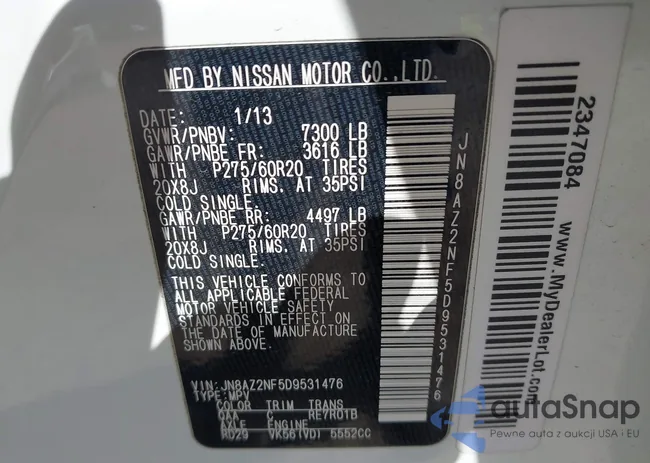 MFD BY NISSAN MOTOR CO.,LTD.
DATE: 1/13
GVWR/PNBV: 7300 LB
GAWR/PNBE FR: 3616 LB
WITH P275/60R20 TIRES
20X8J RIMS. AT 35PSI
COLD SINGLE.
GAWR/PNBE RR: 4497 LB
WITH P275/60R20 TIRES
20X8J RIMS. AT 35PSI
COLD SINGLE.
THIS VEHICLE CONFORMS TO
ALL APPLICABLE FEDERAL
MOTOR VEHICLE SAFETY
STANDARDS IN EFFECT ON
THE DATE OF MANUFACTURE
SHOWN ABOVE.
VIN:JN8AZ2NF5D9531476
TYPE:MPV
COLOR TRIM TRANS
QAA C RE7R01B
AXLE ENGINE
RD29 VK56(VD) 5552CC
JN8AZ2NF5D9531476
2347084
www.MyDealerLot.com
autoSnap
Pewne auta z aukcji USA i EU